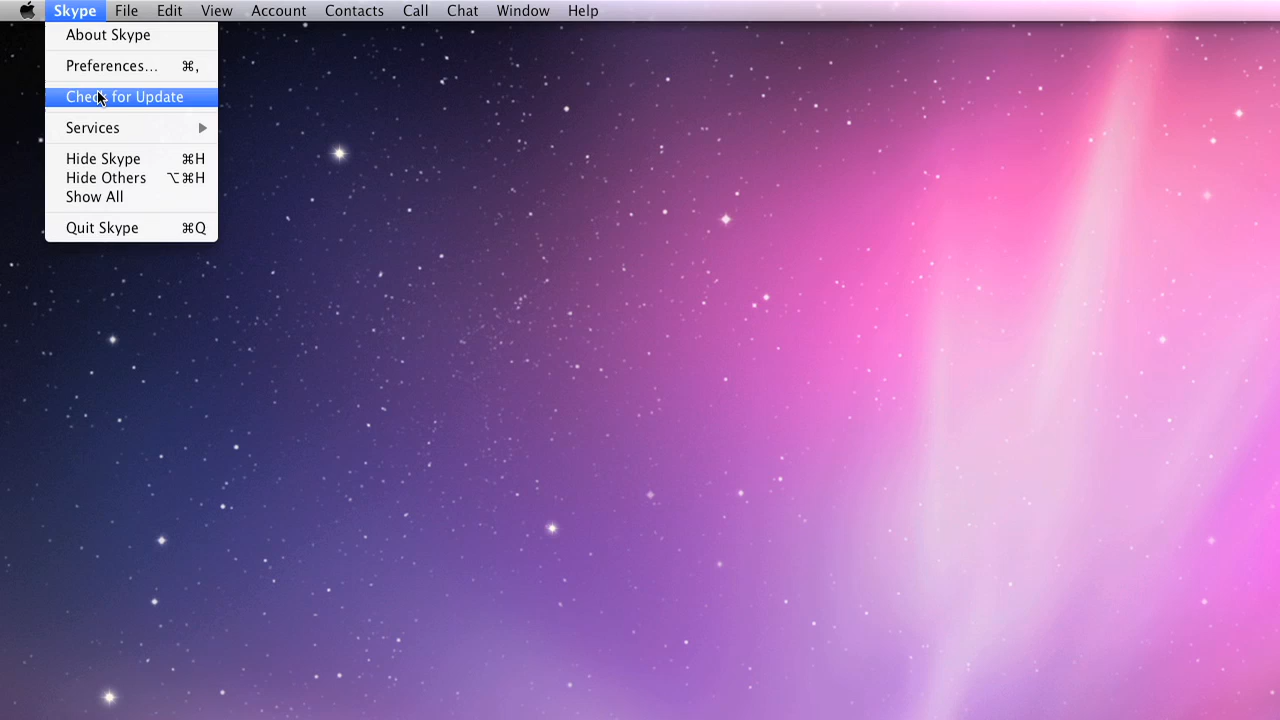 Skype File Edit View Account Contacts Call Chat Window Help
About Skype
Preferences... ⌘,
Check for Update
Services
Hide Skype ⌘H
Hide Others ⌥⌘H
Show All
Quit Skype ⌘Q